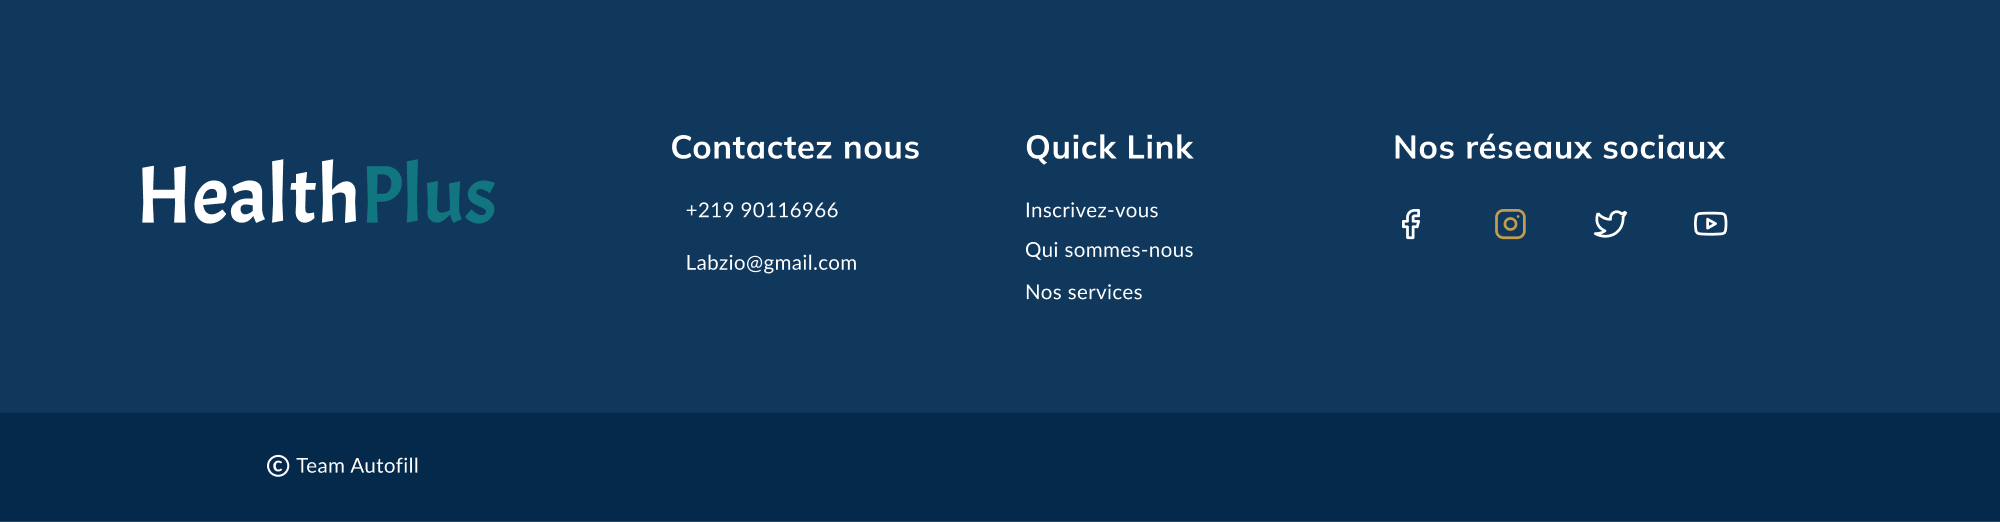 HealthPlus
Contactez nous
+219 90116966
Labzio@gmail.com
Quick Link
Inscrivez-vous
Qui sommes-nous
Nos services
Nos réseaux sociaux
© Team Autofill